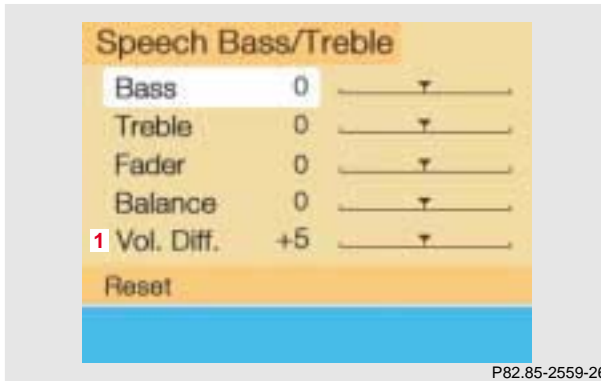 Speech Bass/Treble
Bass 0
Treble 0
Fader 0
Balance 0
1 Vol. Diff. +5
Reset
P82.85-2559-26